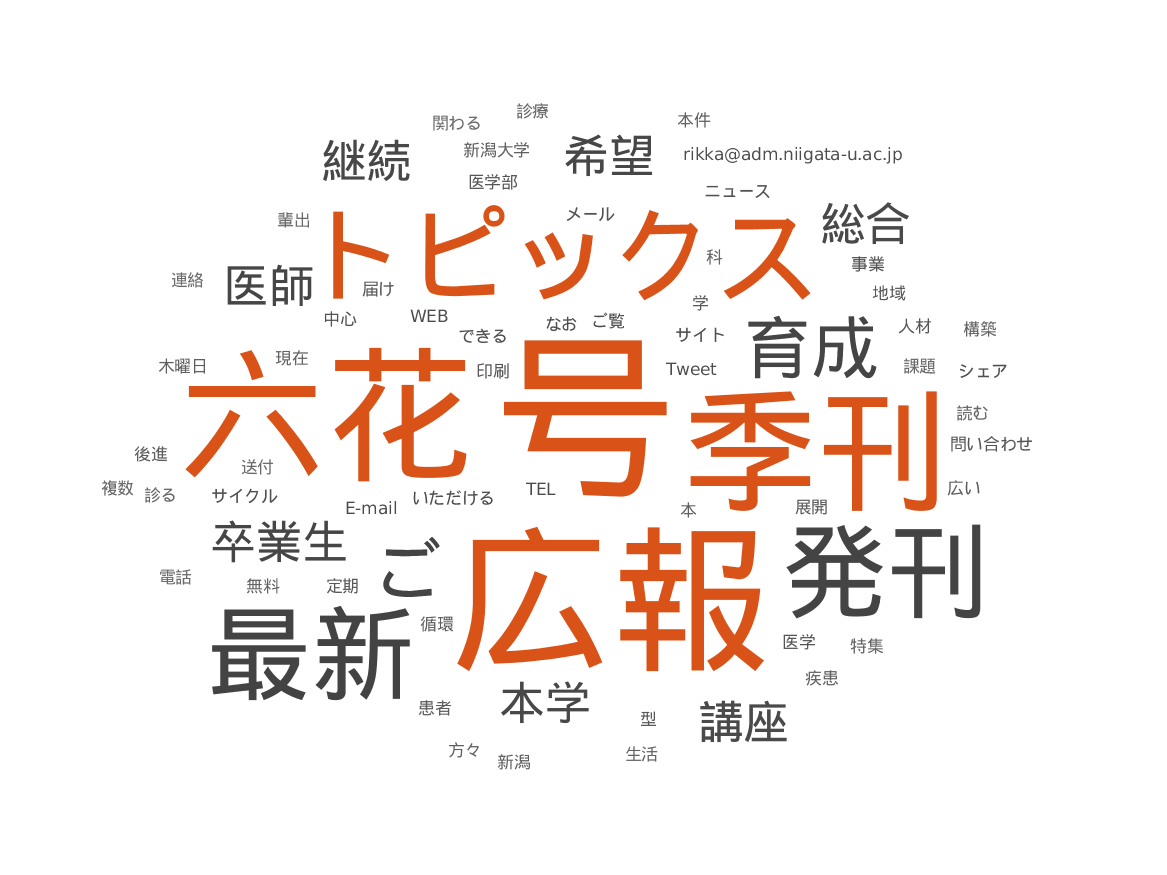 診療
関わる
本件
継続
新潟大学
希望
rikka@adm.niigata-u.ac.jp
医学部
ニュース
輩出
トピックス
メール
総合
科
事業
連絡
医師
届け
学
地域
中心
WEB
できる
なお
ご覧
サイト
育成
人材
構築
木曜日
現在
六花
印刷
号
Tweet
課題
シェア
季刊
読む
後進
送付
問い合わせ
複数
診る
サイクル
E-mail
いただける
TEL
本
展開
広い
卒業生
ご
広報
発刊
電話
無料
定期
最新
循環
医学
特集
疾患
患者
本学
型
講座
方々
新潟
生活